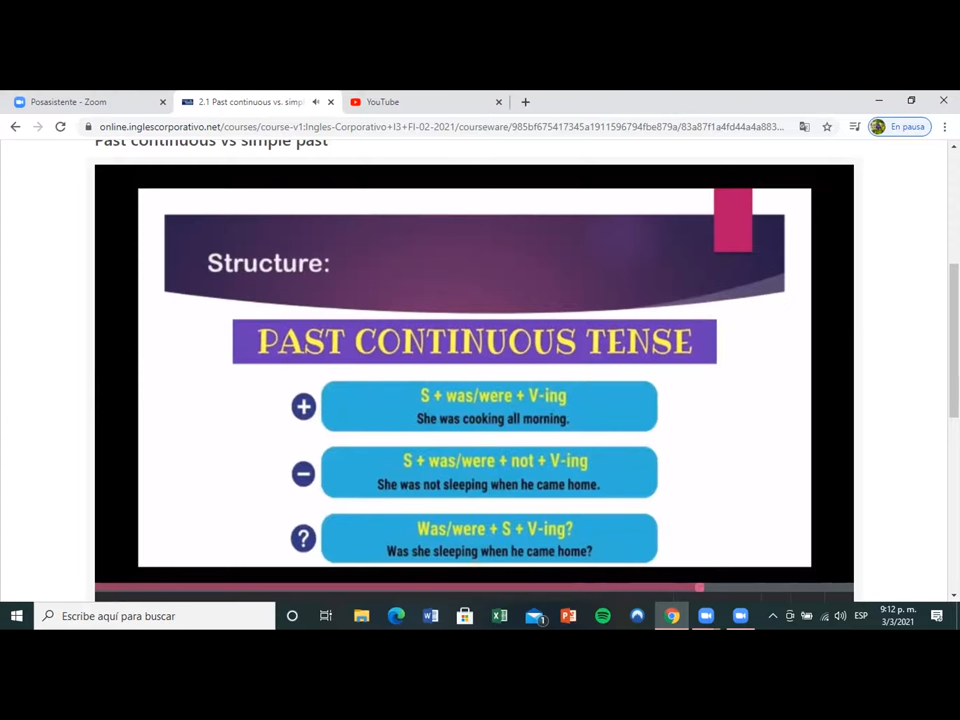 Posasistente - Zoom
2.1 Past continuous vs. simpl
YouTube
online.inglescorporativo.net/courses/course-v1:Ingles-Corporativo+I3+FI-02-2021/courseware/985bf675417345a1911596794fbe879a/83a87f1a4fd44a4a883...
En pausa
Past continuous vs simple past
Structure:
PAST CONTINUOUS TENSE
+ S + was/were + V-ing
She was cooking all morning.
− S + was/were + not + V-ing
She was not sleeping when he came home.
? Was/were + S + V-ing?
Was she sleeping when he came home?
Escribe aquí para buscar
1
ESP
9:12 p. m.
3/3/2021